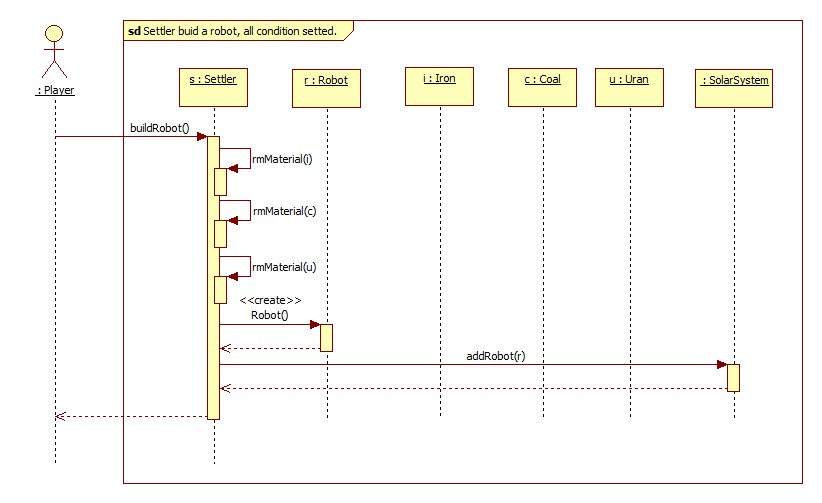 sd Settler buid a robot, all condition setted.
: Player
s : Settler
r : Robot
i : Iron
c : Coal
u : Uran
: SolarSystem
buildRobot()
rmMaterial(i)
rmMaterial(c)
rmMaterial(u)
<<create>>
Robot()
addRobot(r)